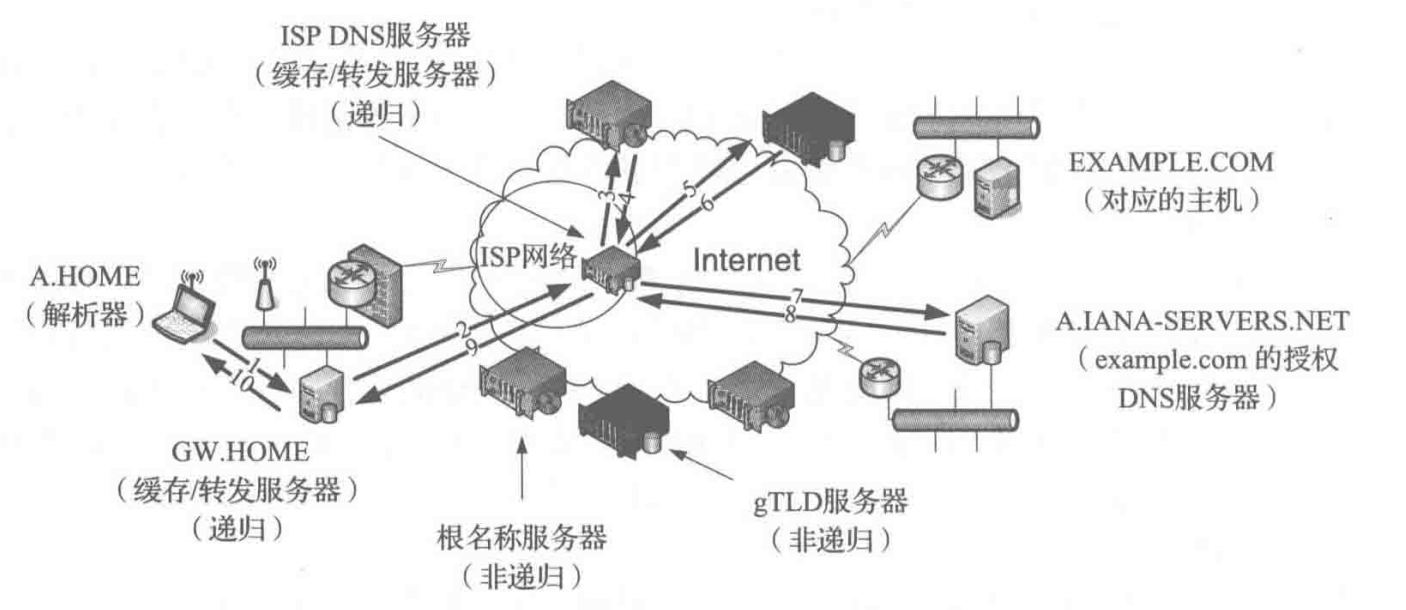 ISP DNS服务器
（缓存/转发服务器）
（递归）
EXAMPLE.COM
（对应的主机）
3
4
5
6
ISP网络
Internet
A.HOME
（解析器）
7
8
A.IANA-SERVERS.NET
（example.com 的授权
DNS服务器）
2
9
1
10
GW.HOME
（缓存/转发服务器）
（递归）
根名称服务器
（非递归）
gTLD服务器
（非递归）